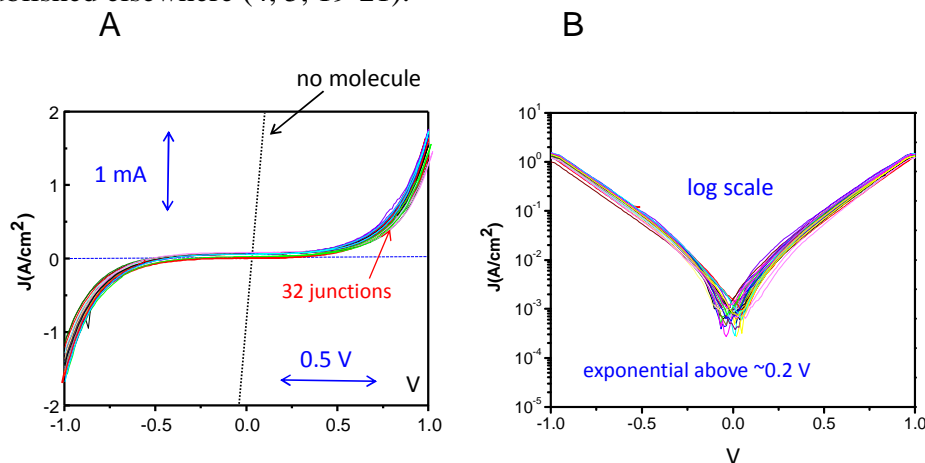 A
B
no molecule
1 mA
32 junctions
0.5 V
V
J(A/cm²)
2
1
0
-1
-2
-1.0 -0.5 0.0 0.5 1.0
log scale
exponential above ~0.2 V
J(A/cm²)
10¹
10⁰
10⁻¹
10⁻²
10⁻³
10⁻⁴
10⁻⁵
-1.0 -0.5 0.0 0.5 1.0
V